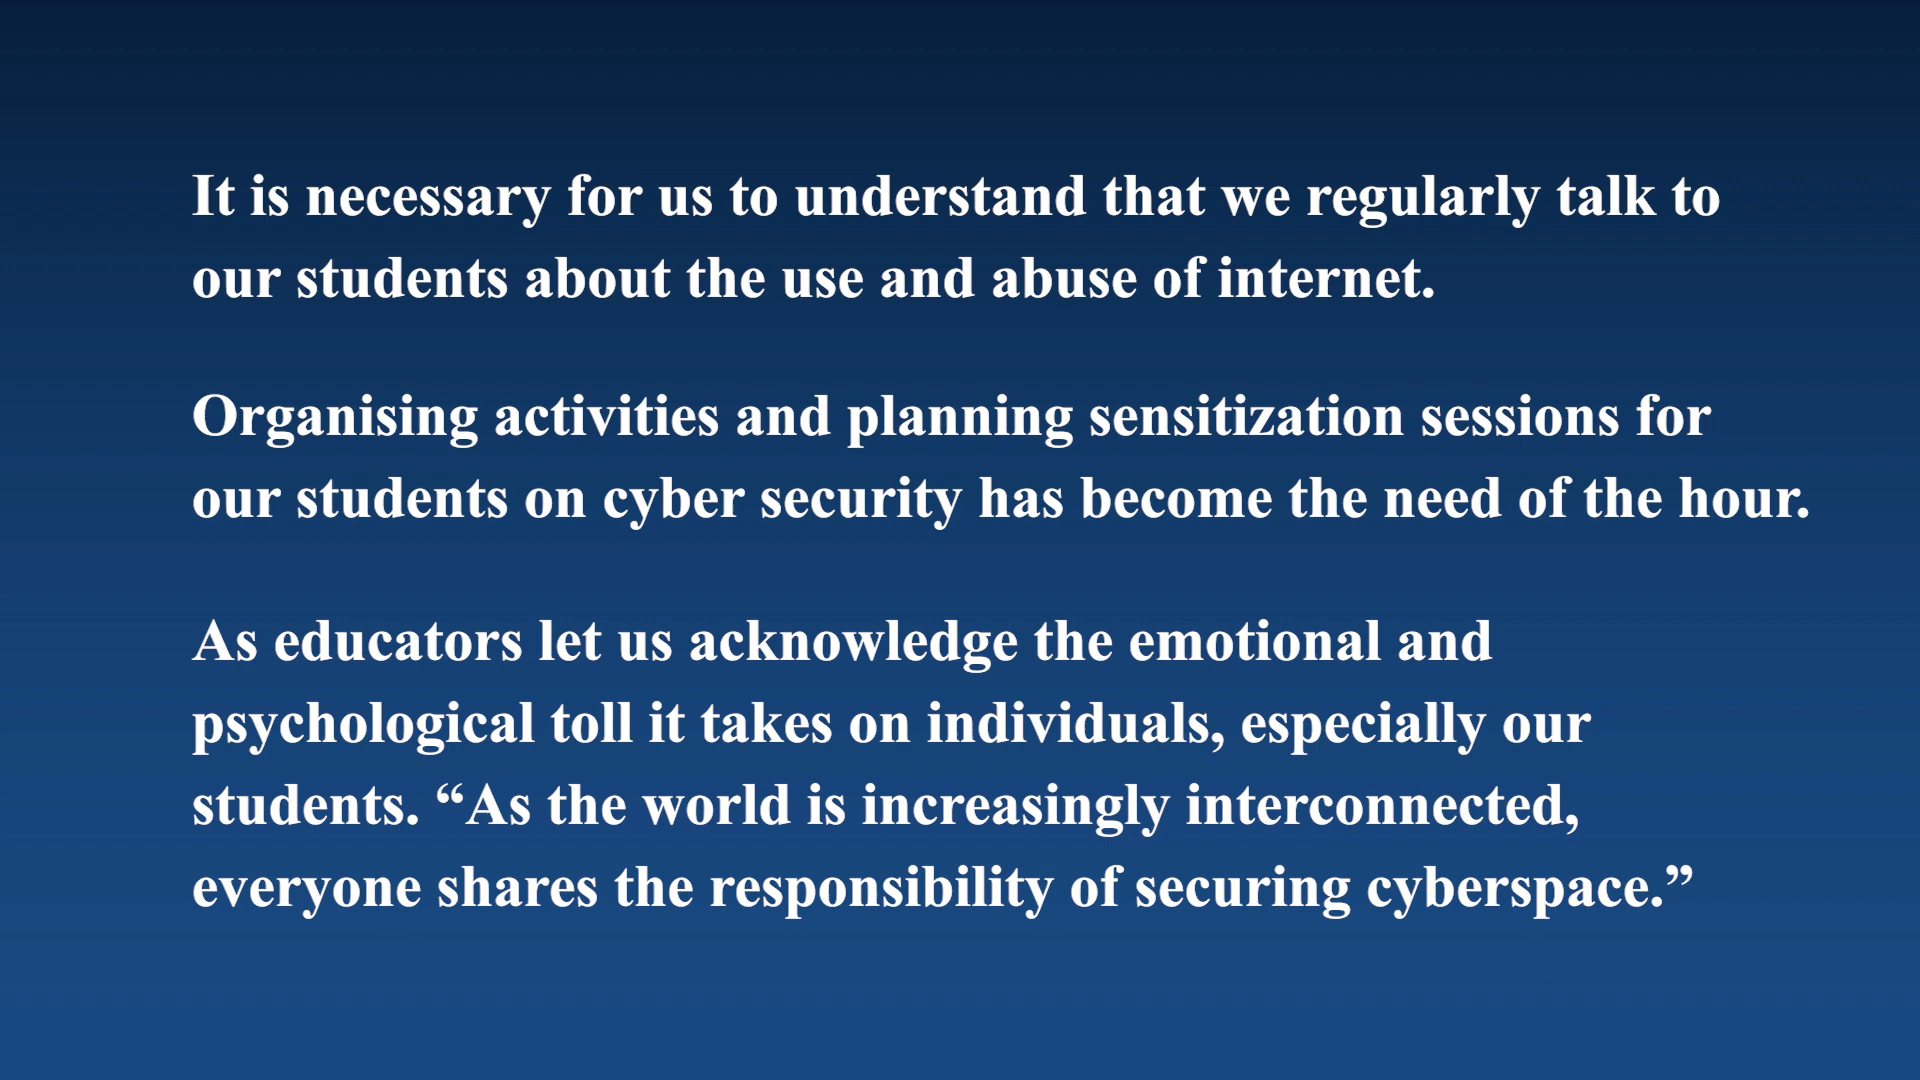 It is necessary for us to understand that we regularly talk to
our students about the use and abuse of internet.
Organising activities and planning sensitization sessions for
our students on cyber security has become the need of the hour.
As educators let us acknowledge the emotional and
psychological toll it takes on individuals, especially our
students. “As the world is increasingly interconnected,
everyone shares the responsibility of securing cyberspace.”